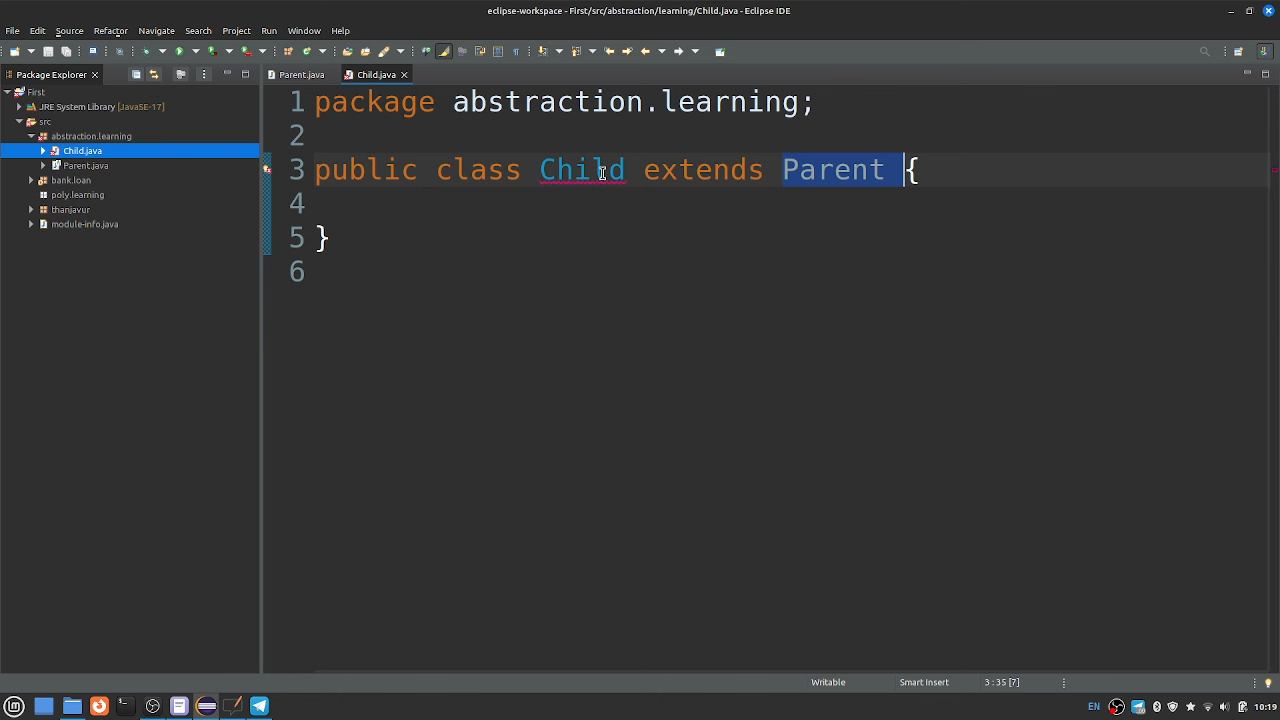 eclipse-workspace - First/src/abstraction/learning/Child.java - Eclipse IDE
File Edit Source Refactor Navigate Search Project Run Window Help
Package Explorer
Parent.java
Child.java
First
JRE System Library [JavaSE-17]
src
abstraction.learning
Child.java
Parent.java
bank.loan
poly.learning
thanjavur
module-info.java
1 package abstraction.learning;
2
3 public class Child extends Parent {
4
5 }
6
Writable Smart Insert 3 : 35 [7]
EN 10:19